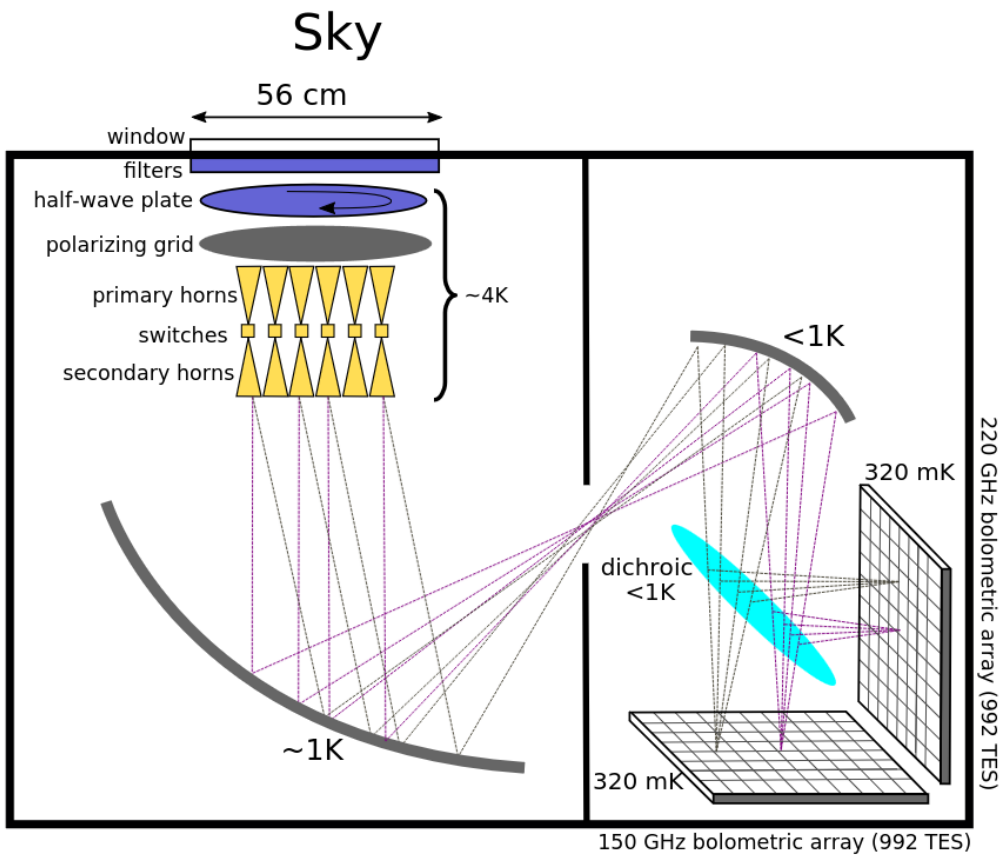 Sky
56 cm
window
filters
half-wave plate
polarizing grid
primary horns
switches
secondary horns
~4K
<1K
320 mK
dichroic
<1K
~1K
320 mK
220 GHz bolometric array (992 TES)
150 GHz bolometric array (992 TES)